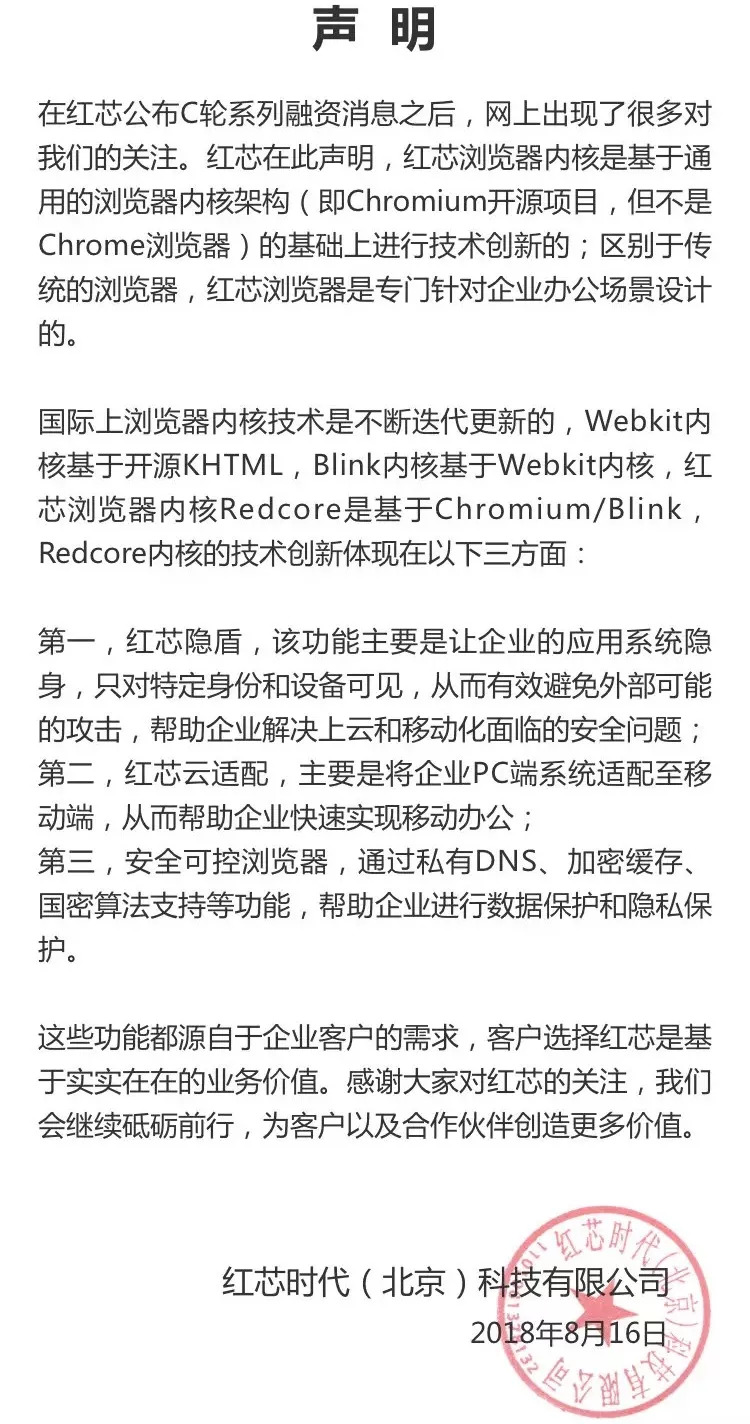 声 明
在红芯公布C轮系列融资消息之后，网上出现了很多对
我们的关注。红芯在此声明，红芯浏览器内核是基于通
用的浏览器内核架构（即Chromium开源项目，但不是
Chrome浏览器）的基础上进行技术创新的；区别于传
统的浏览器，红芯浏览器是专门针对企业办公场景设计
的。
国际上浏览器内核技术是不断迭代更新的，Webkit内
核基于开源KHTML，Blink内核基于Webkit内核，红
芯浏览器内核Redcore是基于Chromium/Blink，
Redcore内核的技术创新体现在以下三方面：
第一，红芯隐盾，该功能主要是让企业的应用系统隐
身，只对特定身份和设备可见，从而有效避免外部可能
的攻击，帮助企业解决上云和移动化面临的安全问题；
第二，红芯云适配，主要是将企业PC端系统适配至移
动端，从而帮助企业快速实现移动办公；
第三，安全可控浏览器，通过私有DNS、加密缓存、
国密算法支持等功能，帮助企业进行数据保护和隐私保
护。
这些功能都源自于企业客户的需求，客户选择红芯是基
于实实在在的业务价值。感谢大家对红芯的关注，我们
会继续砥砺前行，为客户以及合作伙伴创造更多价值。
红芯时代（北京）科技有限公司
2018年8月16日
红芯时代(北京)科技有限公司